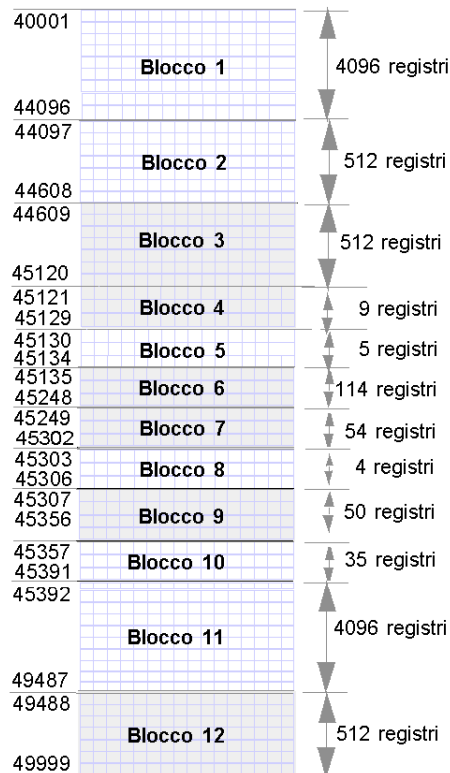 40001
Blocco 1
4096 registri
44096
44097
Blocco 2
512 registri
44608
44609
Blocco 3
512 registri
45120
45121
Blocco 4
9 registri
45129
45130
Blocco 5
5 registri
45134
45135
Blocco 6
114 registri
45248
45249
Blocco 7
54 registri
45302
45303
Blocco 8
4 registri
45306
45307
Blocco 9
50 registri
45356
45357
Blocco 10
35 registri
45391
45392
Blocco 11
4096 registri
49487
49488
Blocco 12
512 registri
49999